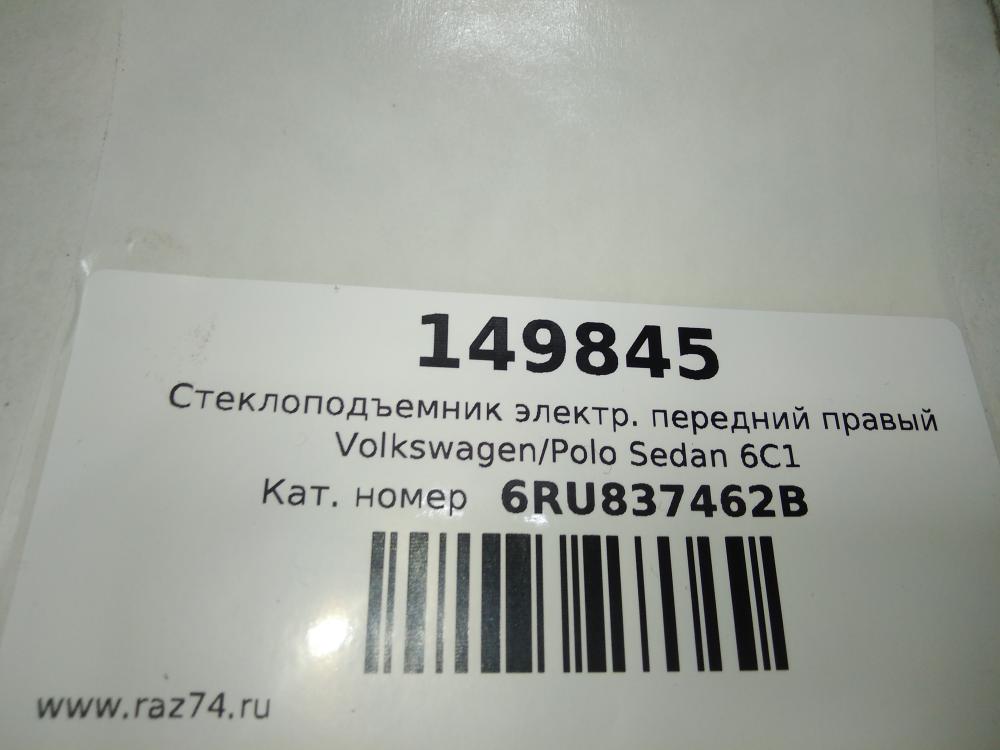 149845
Стеклоподъемник электр. передний правый
Volkswagen/Polo Sedan 6C1
Кат. номер 6RU837462B
www.raz74.ru